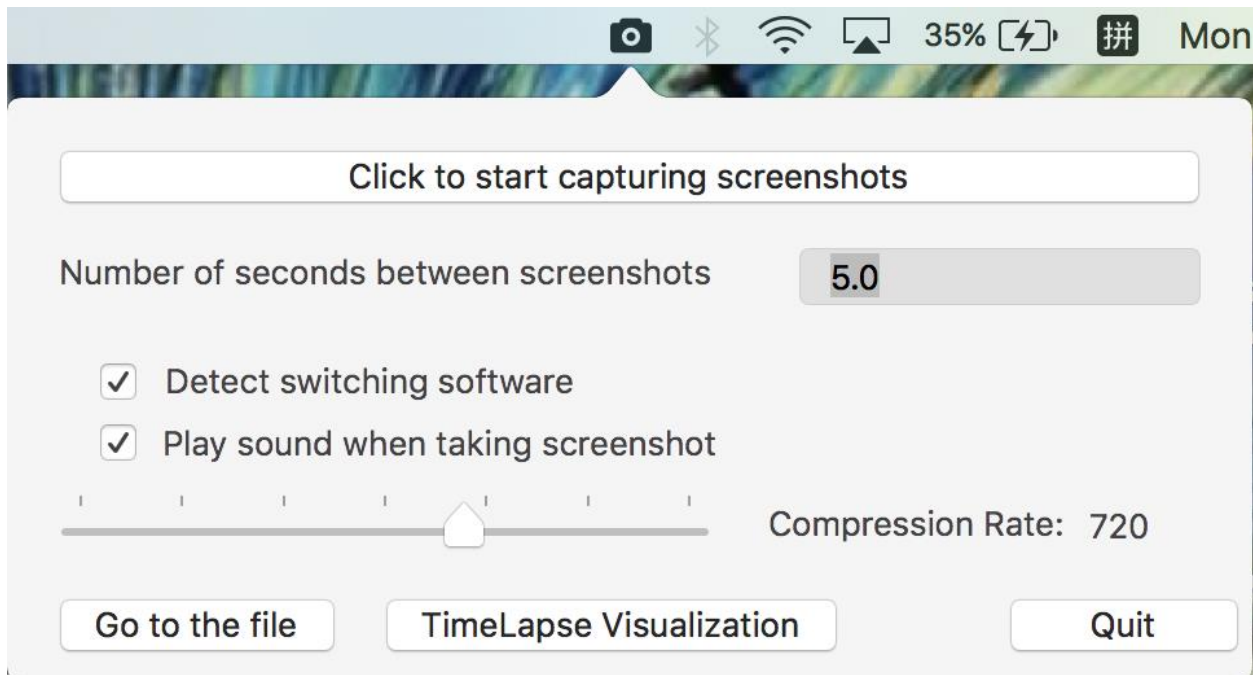 35% 拼 Mon
Click to start capturing screenshots
Number of seconds between screenshots 5.0
Detect switching software
Play sound when taking screenshot
Compression Rate: 720
Go to the file TimeLapse Visualization Quit